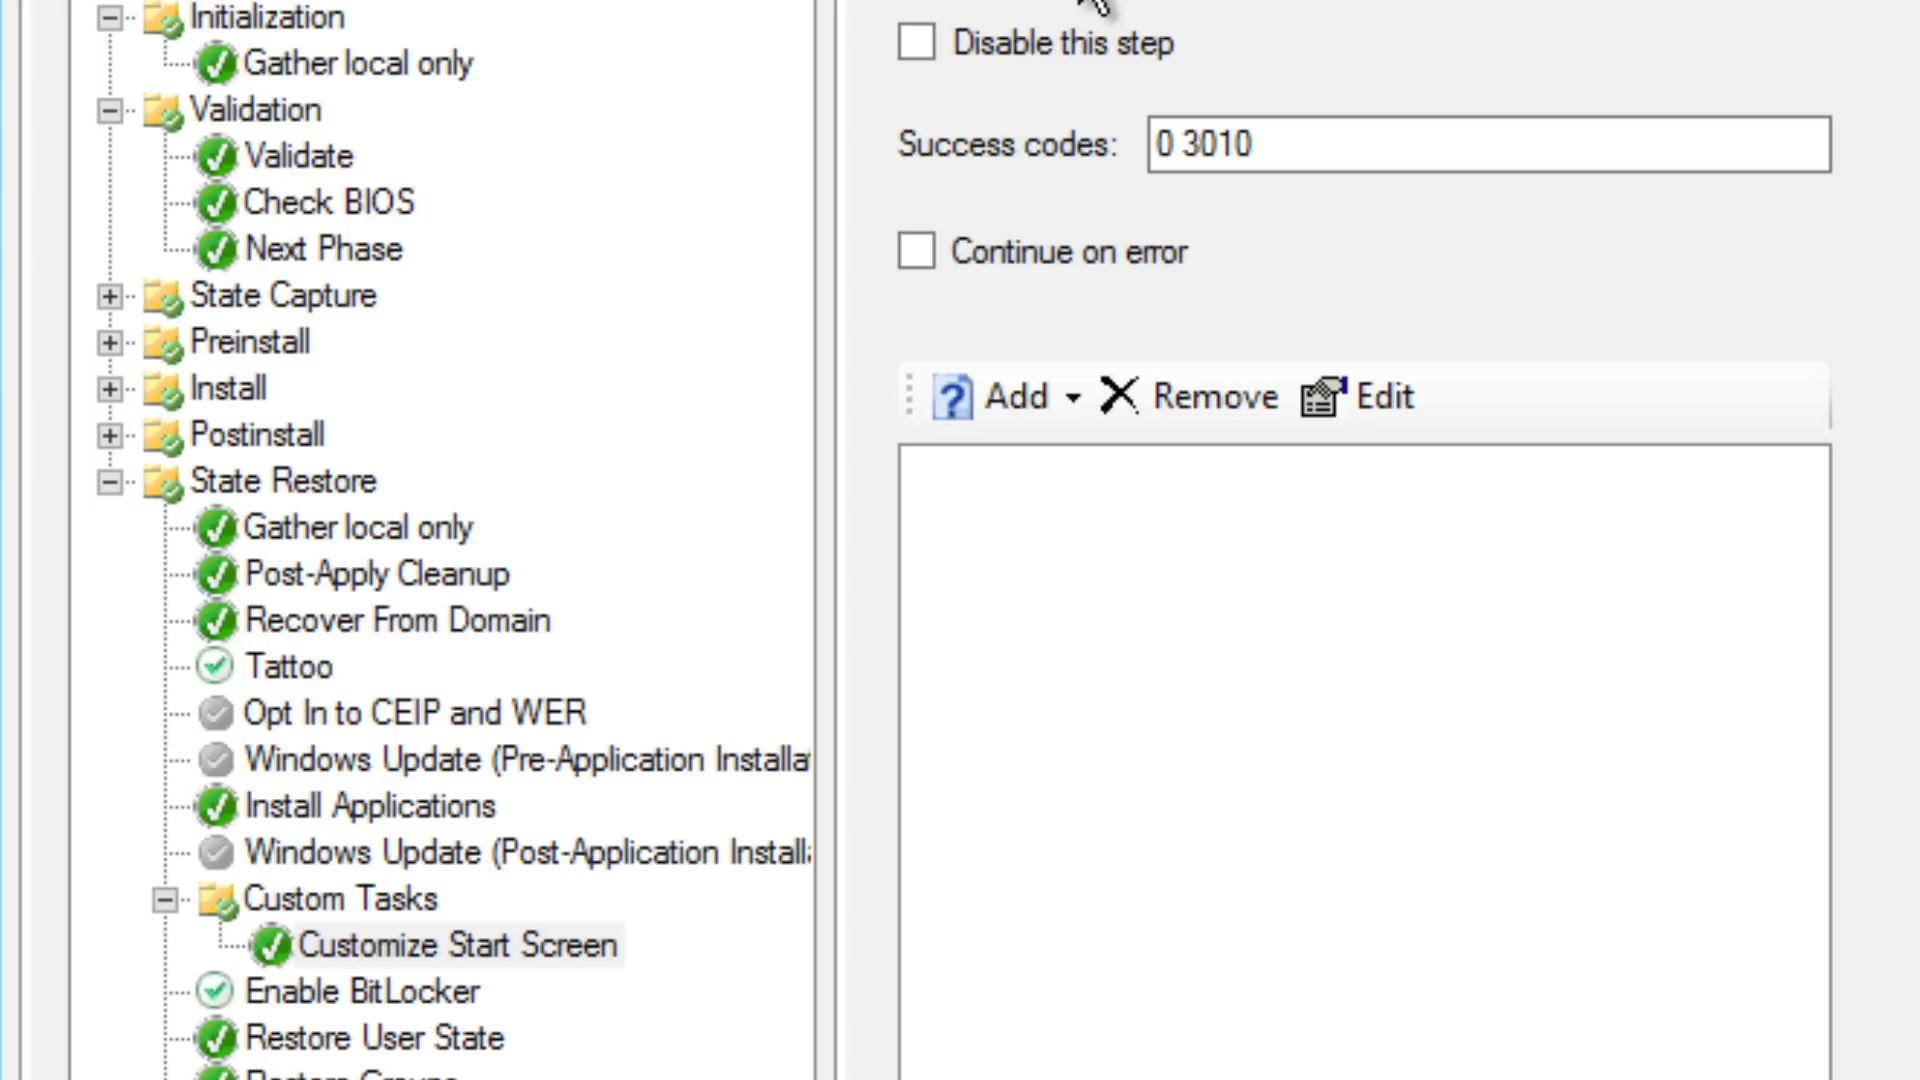 Initialization
Gather local only
Validation
Validate
Check BIOS
Next Phase
State Capture
Preinstall
Install
Postinstall
State Restore
Gather local only
Post-Apply Cleanup
Recover From Domain
Tattoo
Opt In to CEIP and WER
Windows Update (Pre-Application
Install Applications
Windows Update (Post-Application
Custom Tasks
Customize Start Screen
Enable BitLocker
Restore User State
Disable this step
Success codes: 0 3010
Continue on error
Add Remove Edit